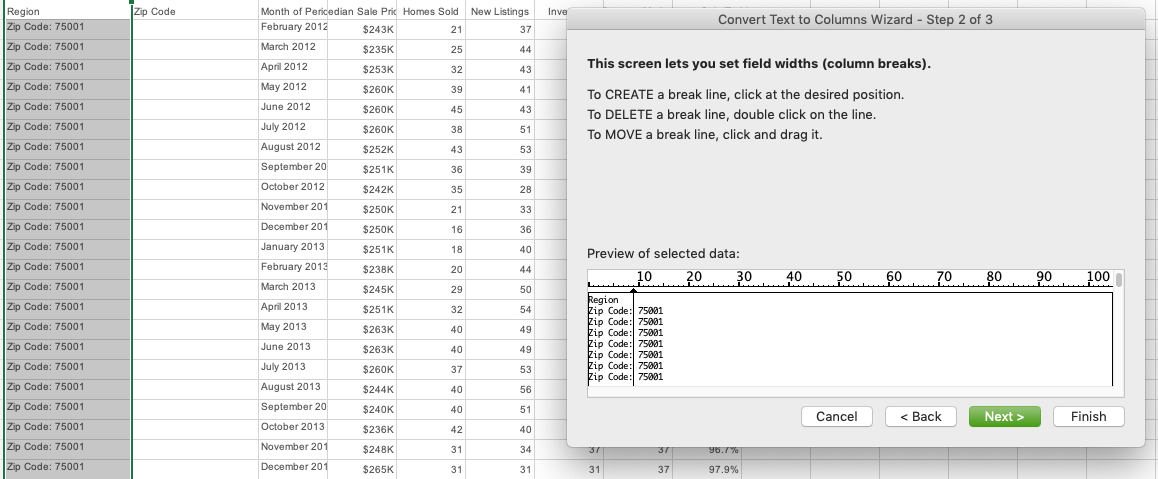 Region Zip Code Month of Peric edian Sale Pric Homes Sold New Listings Inve
Zip Code: 75001 February 2012 $243K 21 37
Zip Code: 75001 March 2012 $235K 25 44
Zip Code: 75001 April 2012 $253K 32 43
Zip Code: 75001 May 2012 $260K 39 41
Zip Code: 75001 June 2012 $260K 45 43
Zip Code: 75001 July 2012 $260K 38 51
Zip Code: 75001 August 2012 $252K 43 53
Zip Code: 75001 September 20 $251K 36 39
Zip Code: 75001 October 2012 $242K 35 28
Zip Code: 75001 November 201 $250K 21 33
Zip Code: 75001 December 201 $250K 16 36
Zip Code: 75001 January 2013 $251K 18 40
Zip Code: 75001 February 2013 $238K 20 44
Zip Code: 75001 March 2013 $245K 29 50
Zip Code: 75001 April 2013 $251K 32 54
Zip Code: 75001 May 2013 $263K 40 49
Zip Code: 75001 June 2013 $263K 40 49
Zip Code: 75001 July 2013 $260K 37 53
Zip Code: 75001 August 2013 $244K 40 56
Zip Code: 75001 September 20 $240K 40 51
Zip Code: 75001 October 2013 $236K 42 40
Zip Code: 75001 November 201 $248K 31 34 37 37 96.7%
Zip Code: 75001 December 201 $265K 31 31 31 37 97.9%
Convert Text to Columns Wizard - Step 2 of 3
This screen lets you set field widths (column breaks).
To CREATE a break line, click at the desired position.
To DELETE a break line, double click on the line.
To MOVE a break line, click and drag it.
Preview of selected data:
10 20 30 40 50 60 70 80 90 100
Region
Zip Code: 75001
Zip Code: 75001
Zip Code: 75001
Zip Code: 75001
Zip Code: 75001
Zip Code: 75001
Zip Code: 75001
Cancel < Back Next > Finish